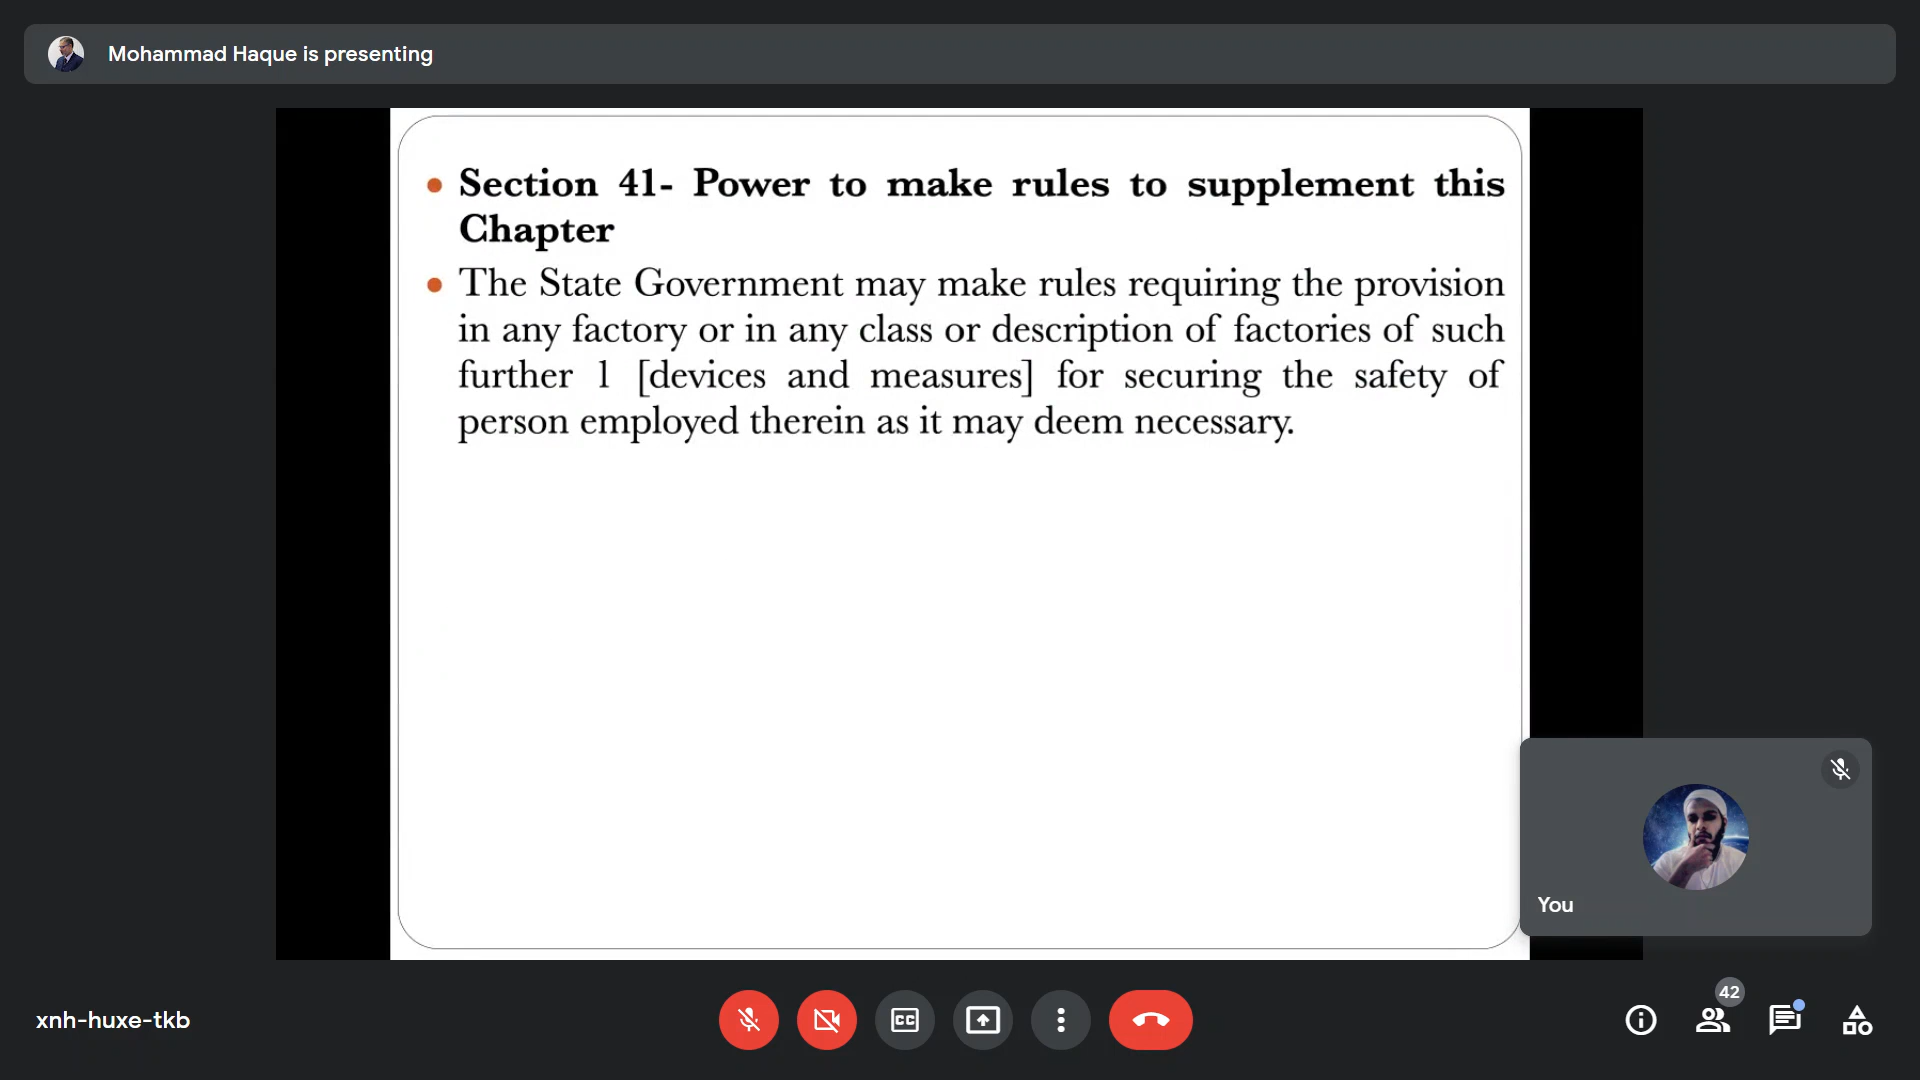 Mohammad Haque is presenting
Section 41- Power to make rules to supplement this
Chapter
The State Government may make rules requiring the provision
in any factory or in any class or description of factories of such
further 1 [devices and measures] for securing the safety of
person employed therein as it may deem necessary.
You
42
xnh-huxe-tkb
CC